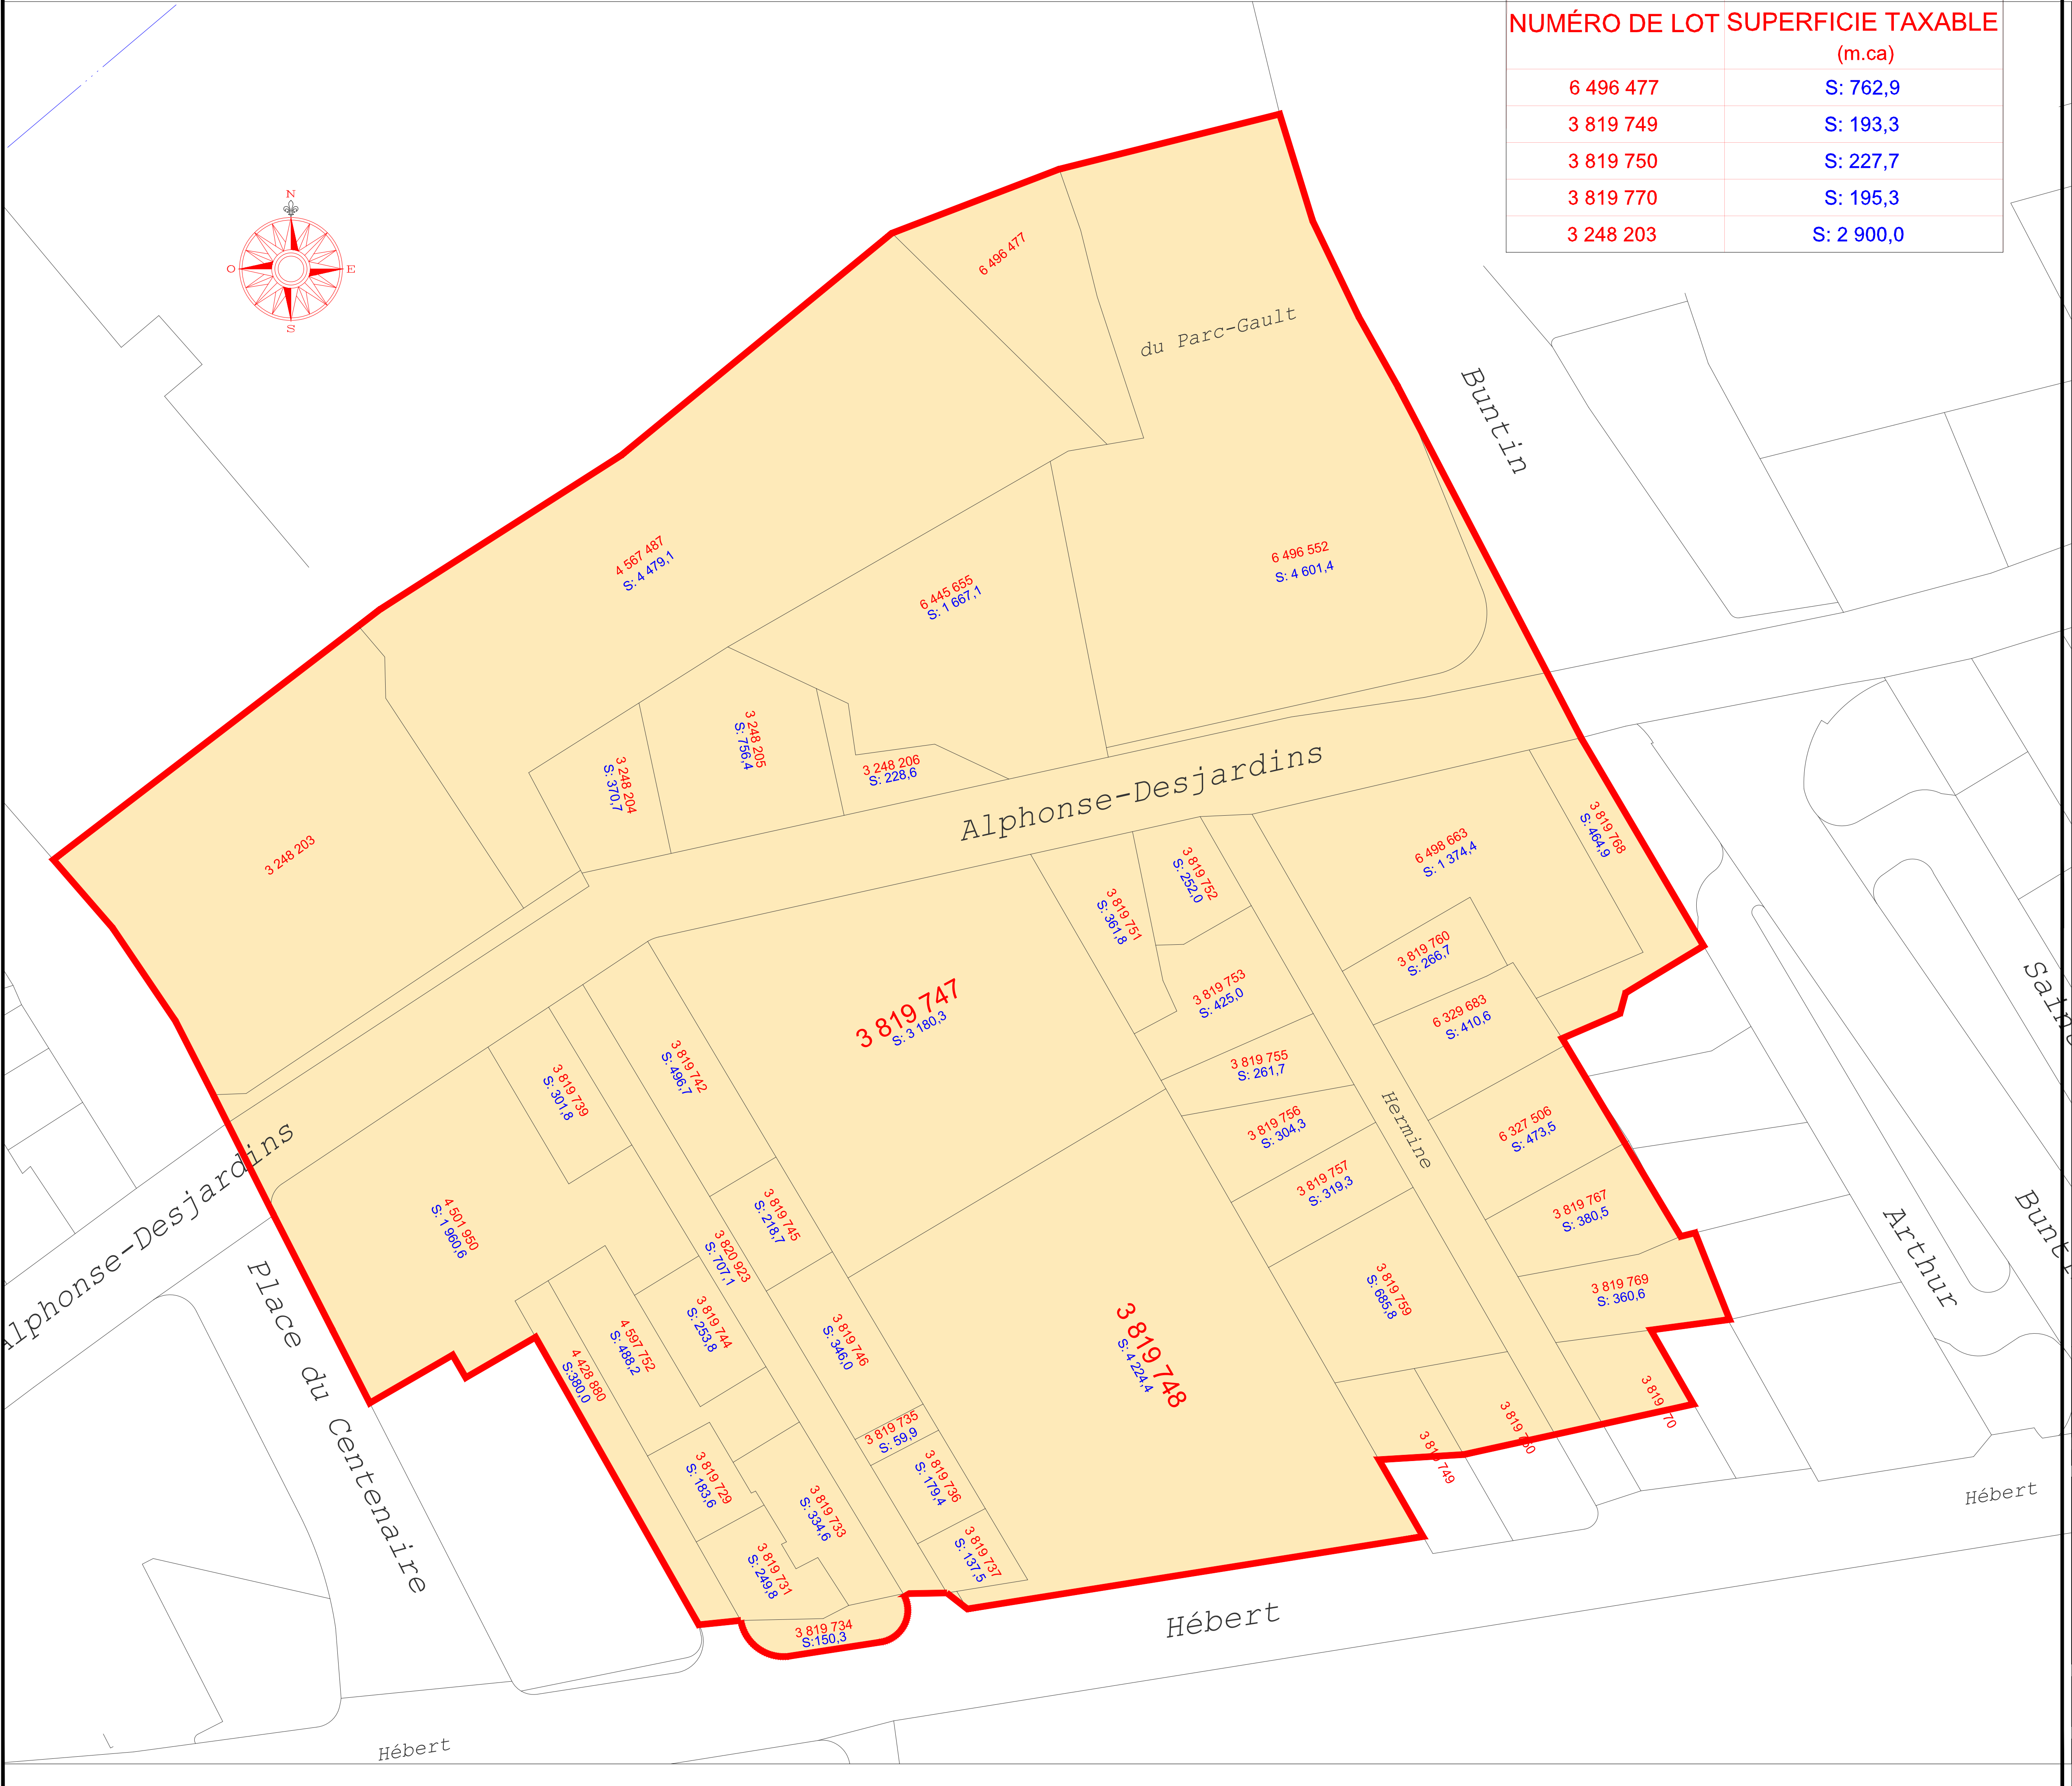 NUMÉRO DE LOT SUPERFICIE TAXABLE
(m.ca)
6 496 477 S: 762,9
3 819 749 S: 193,3
3 819 750 S: 227,7
3 819 770 S: 195,3
3 248 203 S: 2 900,0
N
O
E
S
6 496 477
du Parc-Gault
Buntin
4 567 487
S: 4 479,1
6 496 552
S: 4 601,4
6 445 655
S: 1 667,1
3 248 205
S: 756,4
3 248 204
S: 370,7
3 248 206
S: 228,6
Alphonse-Desjardins
3 248 203
3 819 768
S: 464,9
6 498 663
S: 1 374,4
3 819 752
S: 252,0
3 819 751
S: 361,8
3 819 760
S: 266,7
3 819 753
S: 425,0
6 329 683
S: 410,6
3 819 747
S: 3 180,3
3 819 742
S: 496,7
3 819 739
S: 301,8
3 819 755
S: 261,7
3 819 756
S: 304,3
Hermine
6 327 506
S: 473,5
3 819 757
S: 319,3
3 819 767
S: 380,5
Alphonse-Desjardins
4 501 950
S: 1 960,6
3 819 745
S: 218,7
3 820 923
S: 707,1
3 819 759
S: 685,8
3 819 769
S: 360,6
Arthur
Place du Centenaire
3 819 744
S: 253,8
4 597 752
S: 488,2
4 428 880
S:380,0
3 819 746
S: 346,0
3 819 748
S: 4 224,4
3 819 735
S: 59,9
3 819 736
S: 179,4
3 819 729
S: 183,6
3 819 733
S: 334,6
3 819 731
S: 249,8
3 819 737
S: 137,5
3 819 734
S:150,3
Hébert
Hébert
Hébert